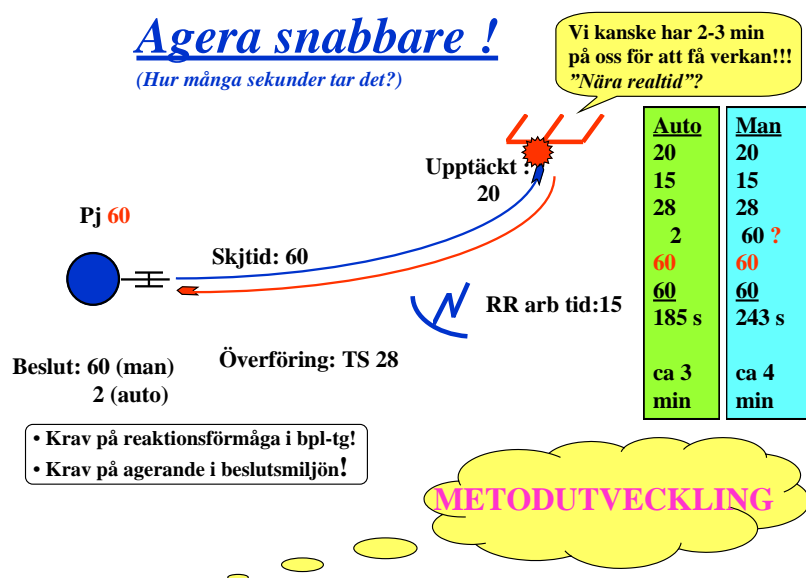 Agera snabbare !
(Hur många sekunder tar det?)
Vi kanske har 2-3 min
på oss för att få verkan!!!
”Nära realtid”?
Upptäckt :
20
Pj 60
Skjtid: 60
RR arb tid:15
Överföring: TS 28
Beslut: 60 (man)
2 (auto)
Auto
20
15
28
2
60
60
185 s
ca 3
min
Man
20
15
28
60 ?
60
60
243 s
ca 4
min
• Krav på reaktionsförmåga i bpl-tg!
• Krav på agerande i beslutsmiljön!
METODUTVECKLING